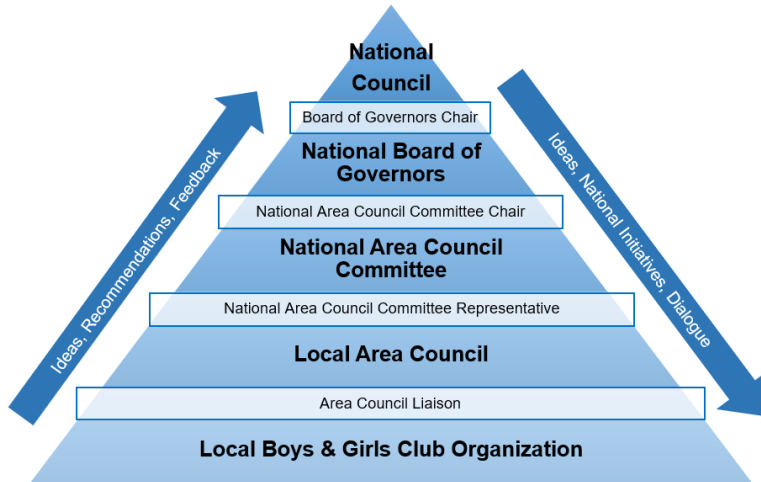 National
Council
Board of Governors Chair
National Board of
Governors
National Area Council Committee Chair
National Area Council
Committee
National Area Council Committee Representative
Local Area Council
Area Council Liaison
Local Boys & Girls Club Organization
Ideas, Recommendations, Feedback
Ideas, National Initiatives, Dialogue